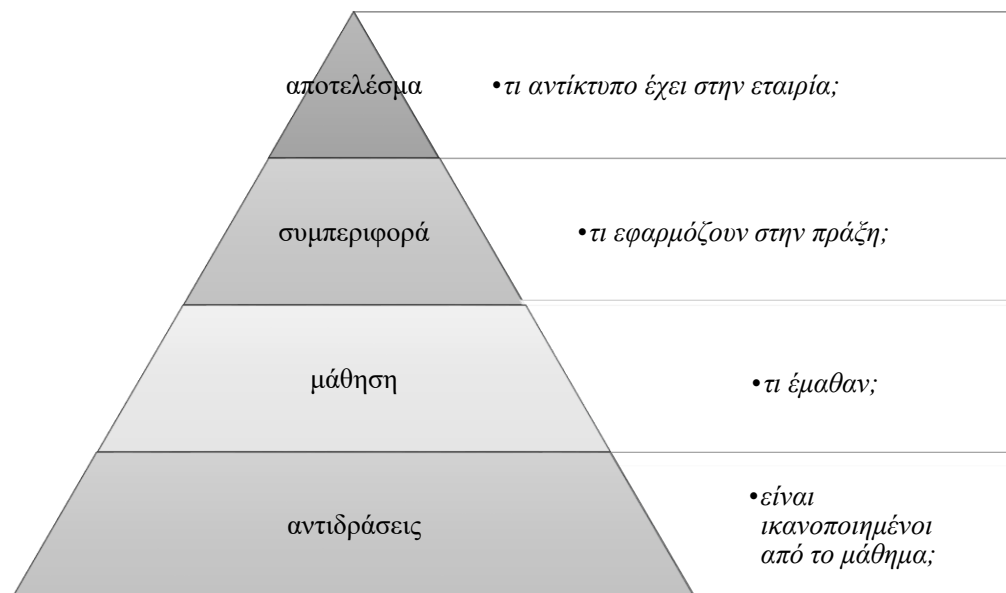 αποτελέσμα
•τι αντίκτυπο έχει στην εταιρία;
συμπεριφορά
•τι εφαρμόζουν στην πράξη;
μάθηση
•τι έμαθαν;
αντιδράσεις
•είναι
ικανοποιημένοι
από το μάθημα;